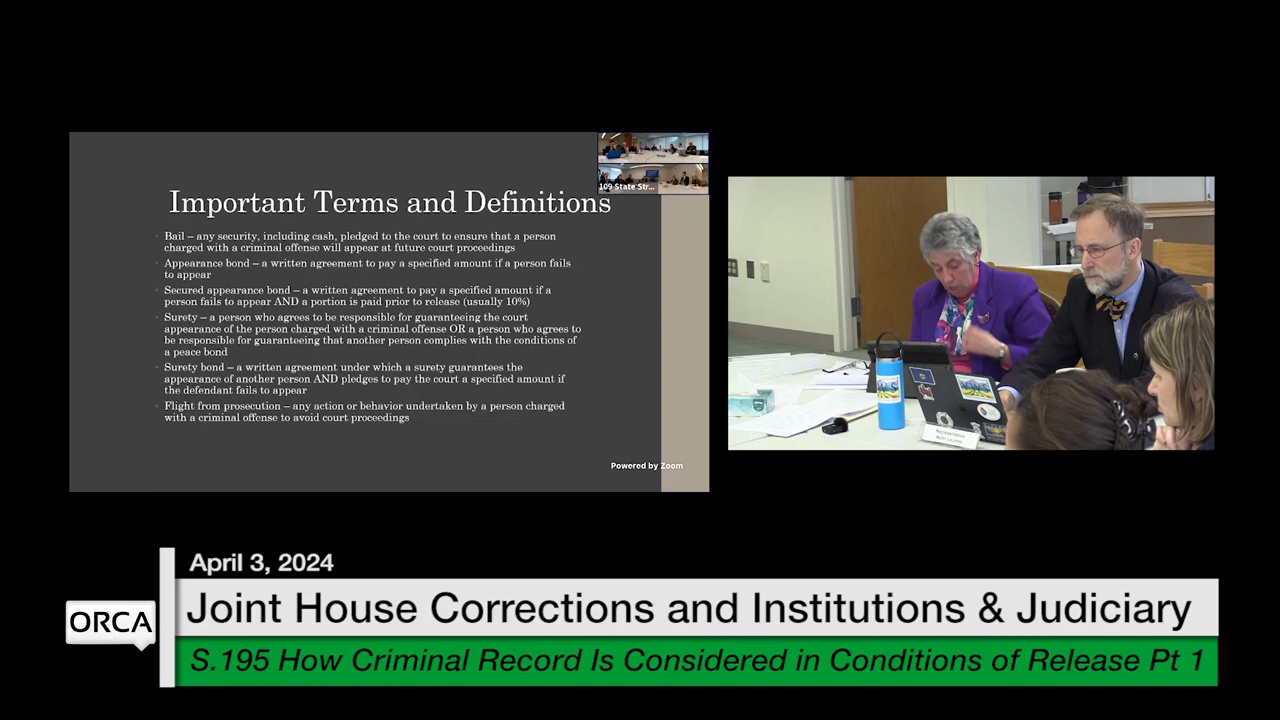 109 State Str...
Important Terms and Definitions
Bail – any security, including cash, pledged to the court to ensure that a person
charged with a criminal offense will appear at future court proceedings
Appearance bond – a written agreement to pay a specified amount if a person fails
to appear
Secured appearance bond – a written agreement to pay a specified amount if a
person fails to appear AND a portion is paid prior to release (usually 10%)
Surety – a person who agrees to be responsible for guaranteeing the court
appearance of the person charged with a criminal offense OR a person who agrees to
be responsible for guaranteeing that another person complies with the conditions of
a peace bond
Surety bond – a written agreement under which a surety guarantees the
appearance of another person AND pledges to pay the court a specified amount if
the defendant fails to appear
Flight from prosecution – any action or behavior undertaken by a person charged
with a criminal offense to avoid court proceedings
Powered by Zoom
Representative
April 3, 2024
ORCA
Joint House Corrections and Institutions & Judiciary
S.195 How Criminal Record Is Considered in Conditions of Release Pt 1